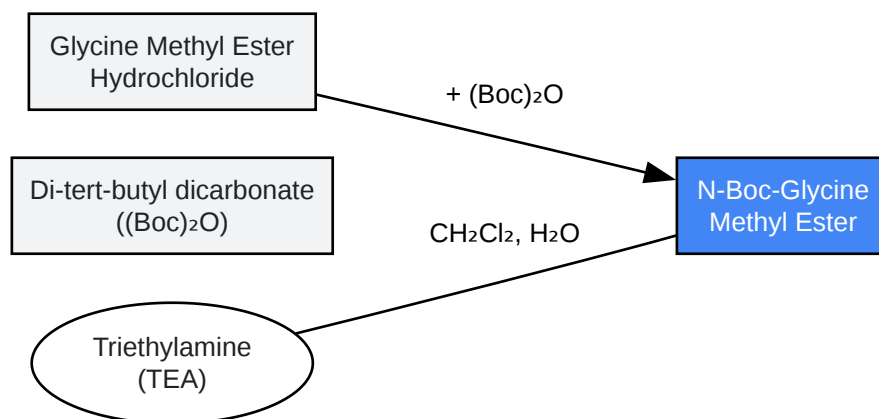 Glycine Methyl Ester
Hydrochloride
+ (Boc)₂O
Di-tert-butyl dicarbonate
((Boc)₂O)
N-Boc-Glycine
Methyl Ester
CH₂Cl₂, H₂O
Triethylamine
(TEA)